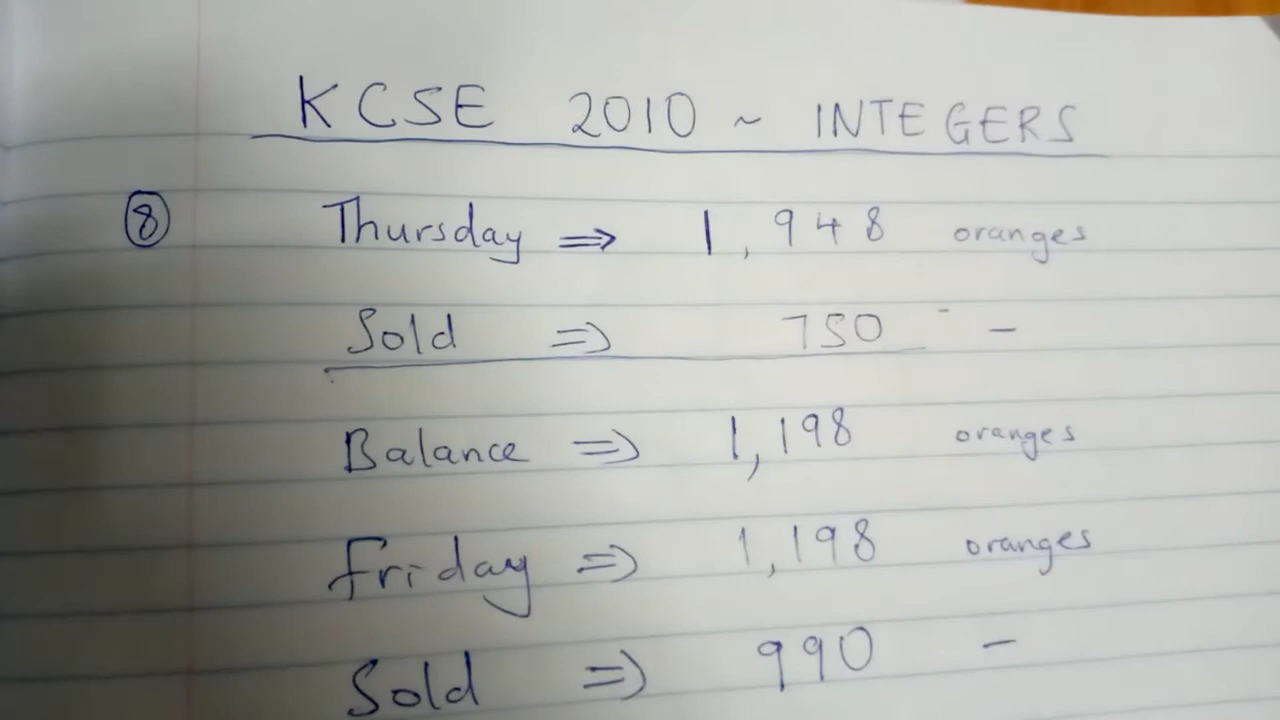 KCSE 2010 ~ INTEGERS
8 Thursday ⇒ 1,948 oranges
Sold ⇒ 750 -
Balance ⇒ 1,198 oranges
Friday ⇒ 1,198 oranges
Sold ⇒ 990 -